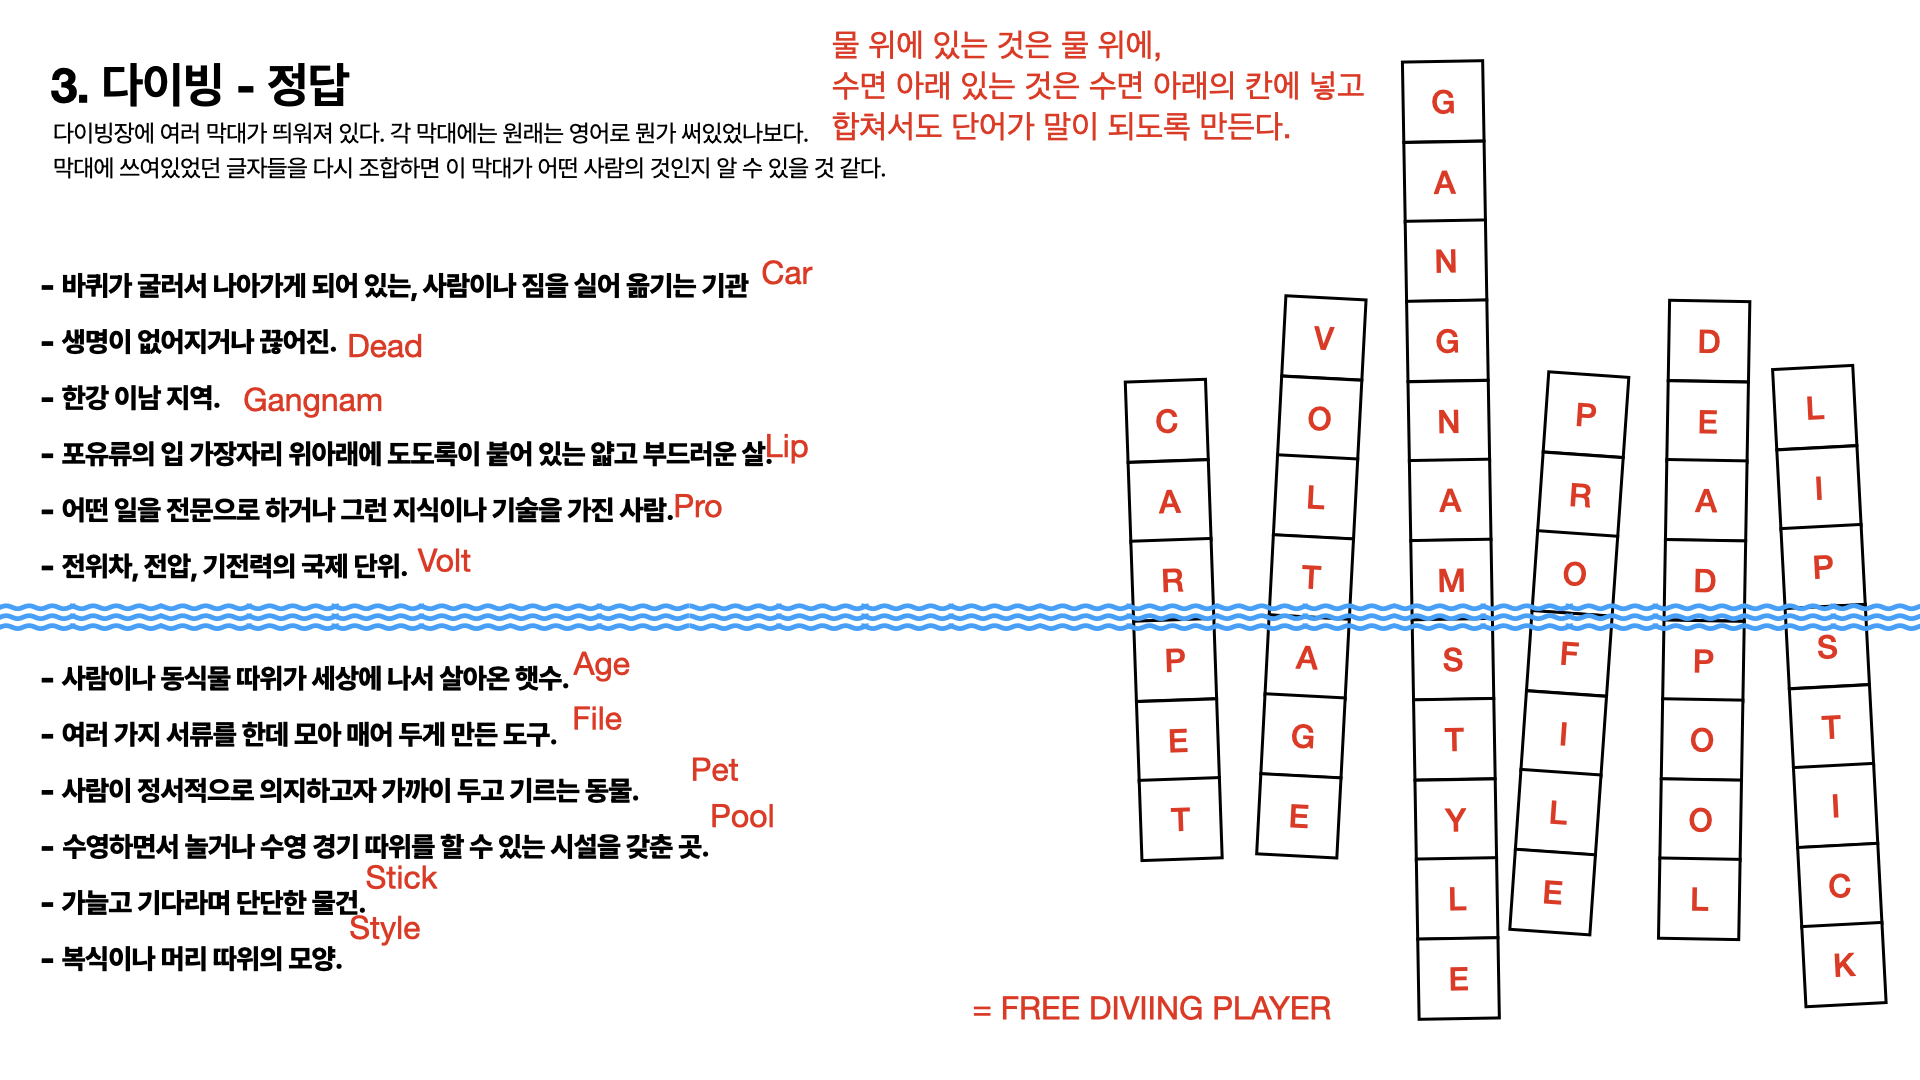 3. 다이빙 - 정답
다이빙장에 여러 막대가 띄워져 있다. 각 막대에는 원래는 영어로 뭔가 써있었나보다.
막대에 쓰여있었던 글자들을 다시 조합하면 이 막대가 어떤 사람의 것인지 알 수 있을 것 같다.
물 위에 있는 것은 물 위에,
수면 아래 있는 것은 수면 아래의 칸에 넣고
합쳐서도 단어가 말이 되도록 만든다.
- 바퀴가 굴러서 나아가게 되어 있는, 사람이나 짐을 실어 옮기는 기관 Car
- 생명이 없어지거나 끊어진. Dead
- 한강 이남 지역. Gangnam
- 포유류의 입 가장자리 위아래에 도도록이 붙어 있는 얇고 부드러운 살. Lip
- 어떤 일을 전문으로 하거나 그런 지식이나 기술을 가진 사람. Pro
- 전위차, 전압, 기전력의 국제 단위. Volt
- 사람이나 동식물 따위가 세상에 나서 살아온 햇수. Age
- 여러 가지 서류를 한데 모아 매어 두게 만든 도구. File
- 사람이 정서적으로 의지하고자 가까이 두고 기르는 동물. Pet
- 수영하면서 놀거나 수영 경기 따위를 할 수 있는 시설을 갖춘 곳. Pool
- 가늘고 기다라며 단단한 물건. Stick
- 복식이나 머리 따위의 모양. Style
CARPET
VOLTAGE
GANGNAMSTYLE
PROFILE
DEADPOOL
LIPSTICK
= FREE DIVIING PLAYER